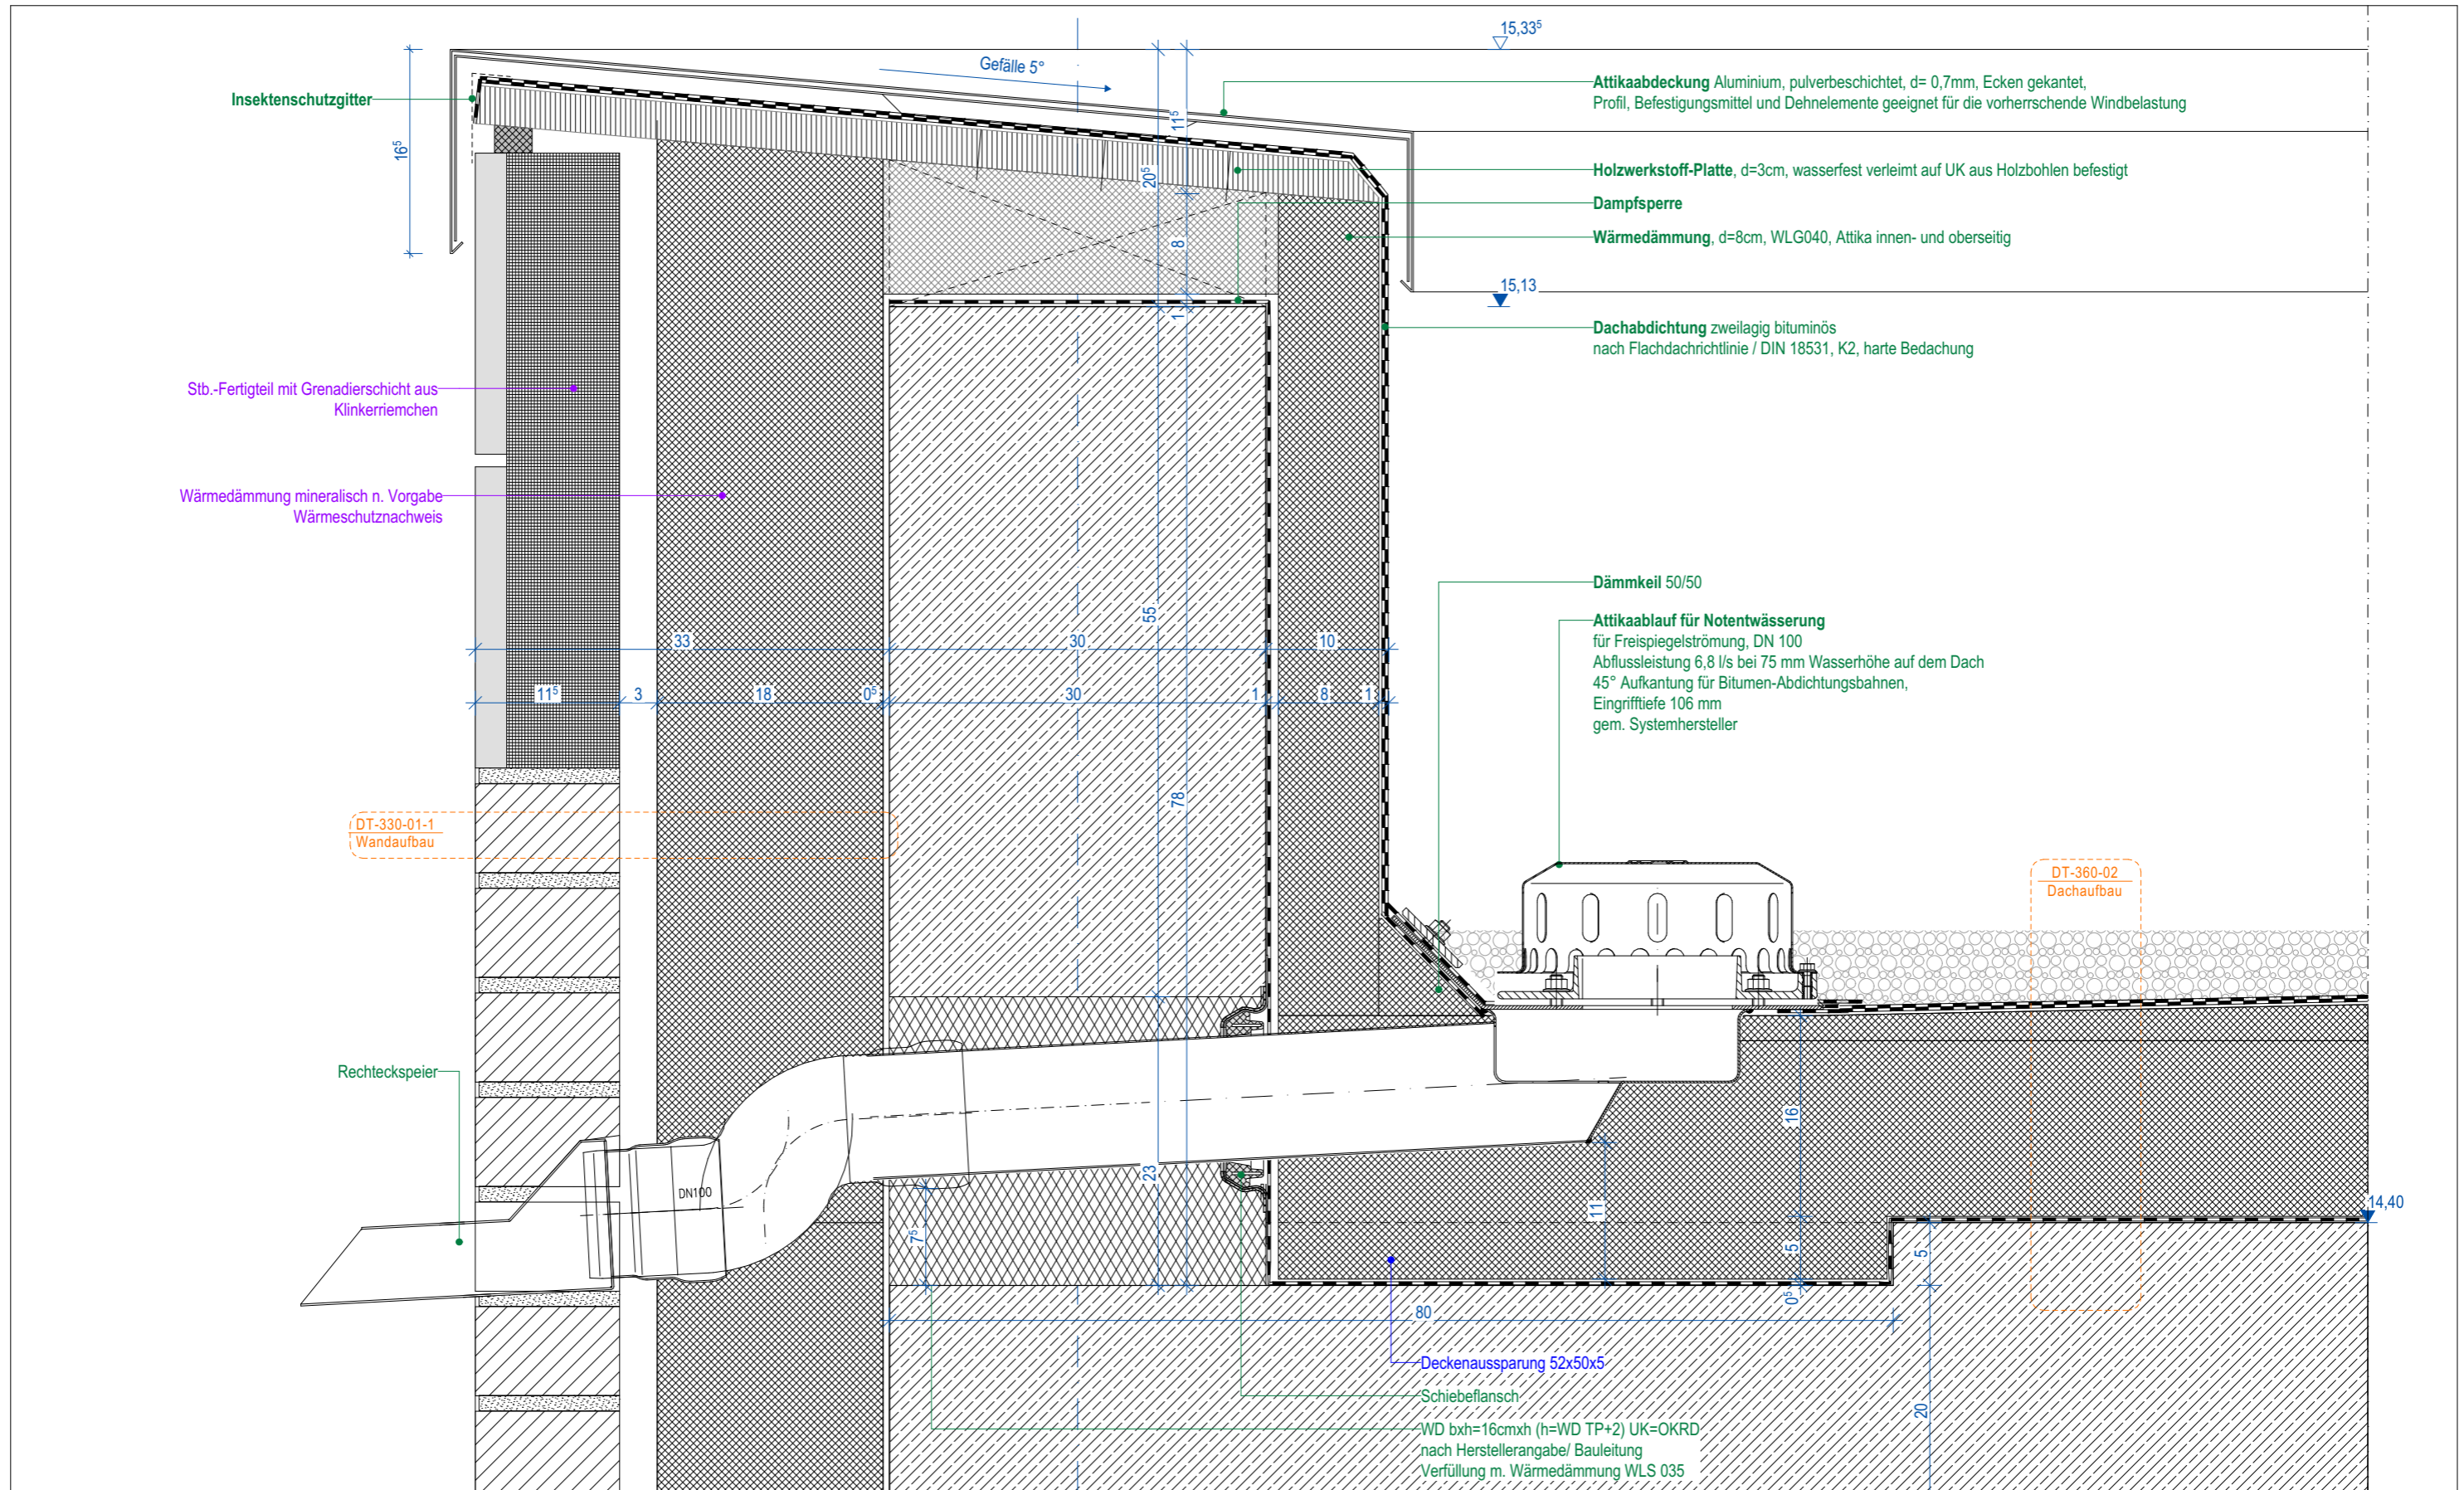 15,33⁵
Gefälle 5°
Insektenschutzgitter
Attikaabdeckung Aluminium, pulverbeschichtet, d= 0,7mm, Ecken gekantet,
Profil, Befestigungsmittel und Dehnelemente geeignet für die vorherrschende Windbelastung
11⁵
16⁵
20⁵
Holzwerkstoff-Platte, d=3cm, wasserfest verleimt auf UK aus Holzbohlen befestigt
Dampfsperre
8
Wärmedämmung, d=8cm, WLG040, Attika innen- und oberseitig
15,13
1
Dachabdichtung zweilagig bituminös
nach Flachdachrichtlinie / DIN 18531, K2, harte Bedachung
Stb.-Fertigteil mit Grenadierschicht aus
Klinkerriemchen
Wärmedämmung mineralisch n. Vorgabe
Wärmeschutznachweis
Dämmkeil 50/50
55
Attikaablauf für Notentwässerung
für Freispiegelströmung, DN 100
Abflussleistung 6,8 l/s bei 75 mm Wasserhöhe auf dem Dach
45° Aufkantung für Bitumen-Abdichtungsbahnen,
Eingrifftiefe 106 mm
gem. Systemhersteller
33
30
10
11⁵
3
18
0⁵
30
1
8
1
78
DT-330-01-1
Wandaufbau
DT-360-02
Dachaufbau
Rechteckspeier
16
23
DN100
11
14,40
7⁵
5
5
0⁵
80
Deckenaussparung 52x50x5
Schiebeflansch
20
WD bxh=16cmxh (h=WD TP+2) UK=OKRD
nach Herstellerangabe/ Bauleitung
Verfüllung m. Wärmedämmung WLS 035